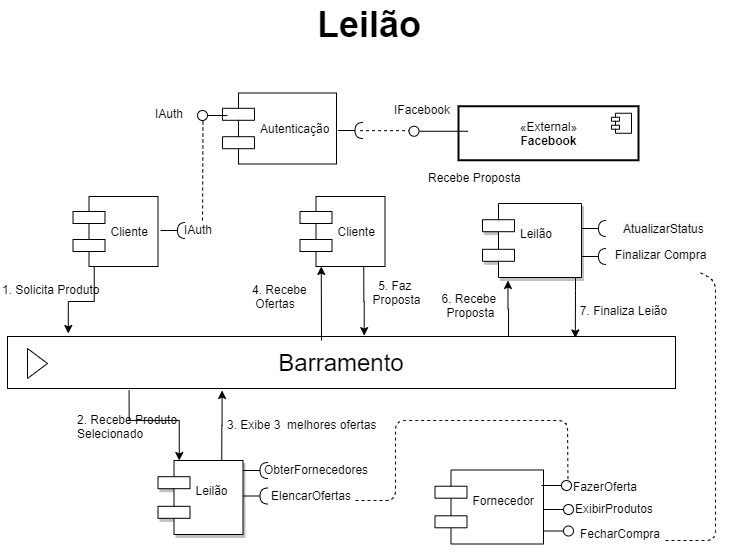 Leilão
IAuth
Autenticação
IFacebook
«External»
Facebook
Recebe Proposta
Cliente
IAuth
Cliente
Leilão
AtualizarStatus
Finalizar Compra
1. Solicita Produto
4. Recebe
Ofertas
5. Faz
Proposta
6. Recebe
Proposta
7. Finaliza Leião
Barramento
2. Recebe Produto
Selecionado
3. Exibe 3 melhores ofertas
Leilão
ObterFornecedores
ElencarOfertas
Fornecedor
FazerOferta
ExibirProdutos
FecharCompra